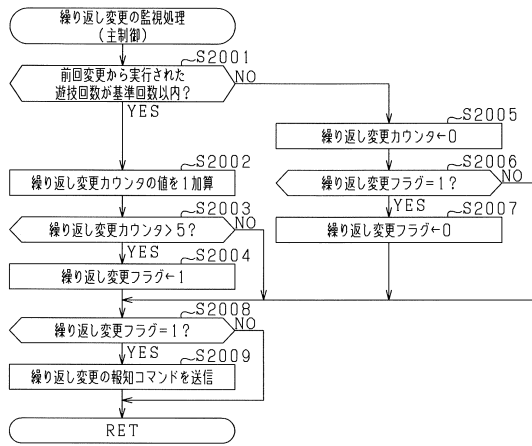 繰り返し変更の監視処理
(主制御)
S2001
前回変更から実行された
遊技回数が基準回数以内?
NO
YES
S2005
繰り返し変更カウンタ←0
S2002
繰り返し変更カウンタの値を1加算
S2006
繰り返し変更フラグ=1?
NO
YES
S2003
繰り返し変更カウンタ>5?
NO
YES
S2007
繰り返し変更フラグ←0
S2004
繰り返し変更フラグ←1
S2008
繰り返し変更フラグ=1?
NO
YES
S2009
繰り返し変更の報知コマンドを送信
RET